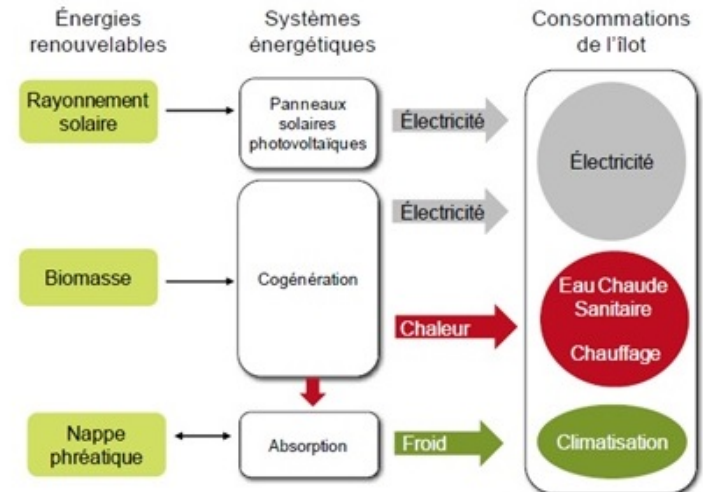 Énergies
renouvelables
Systèmes
énergétiques
Consommations
de l'îlot
Rayonnement
solaire
Panneaux
solaires
photovoltaïques
Électricité
Électricité
Électricité
Biomasse
Cogénération
Chaleur
Eau Chaude
Sanitaire
Chauffage
Nappe
phréatique
Absorption
Froid
Climatisation